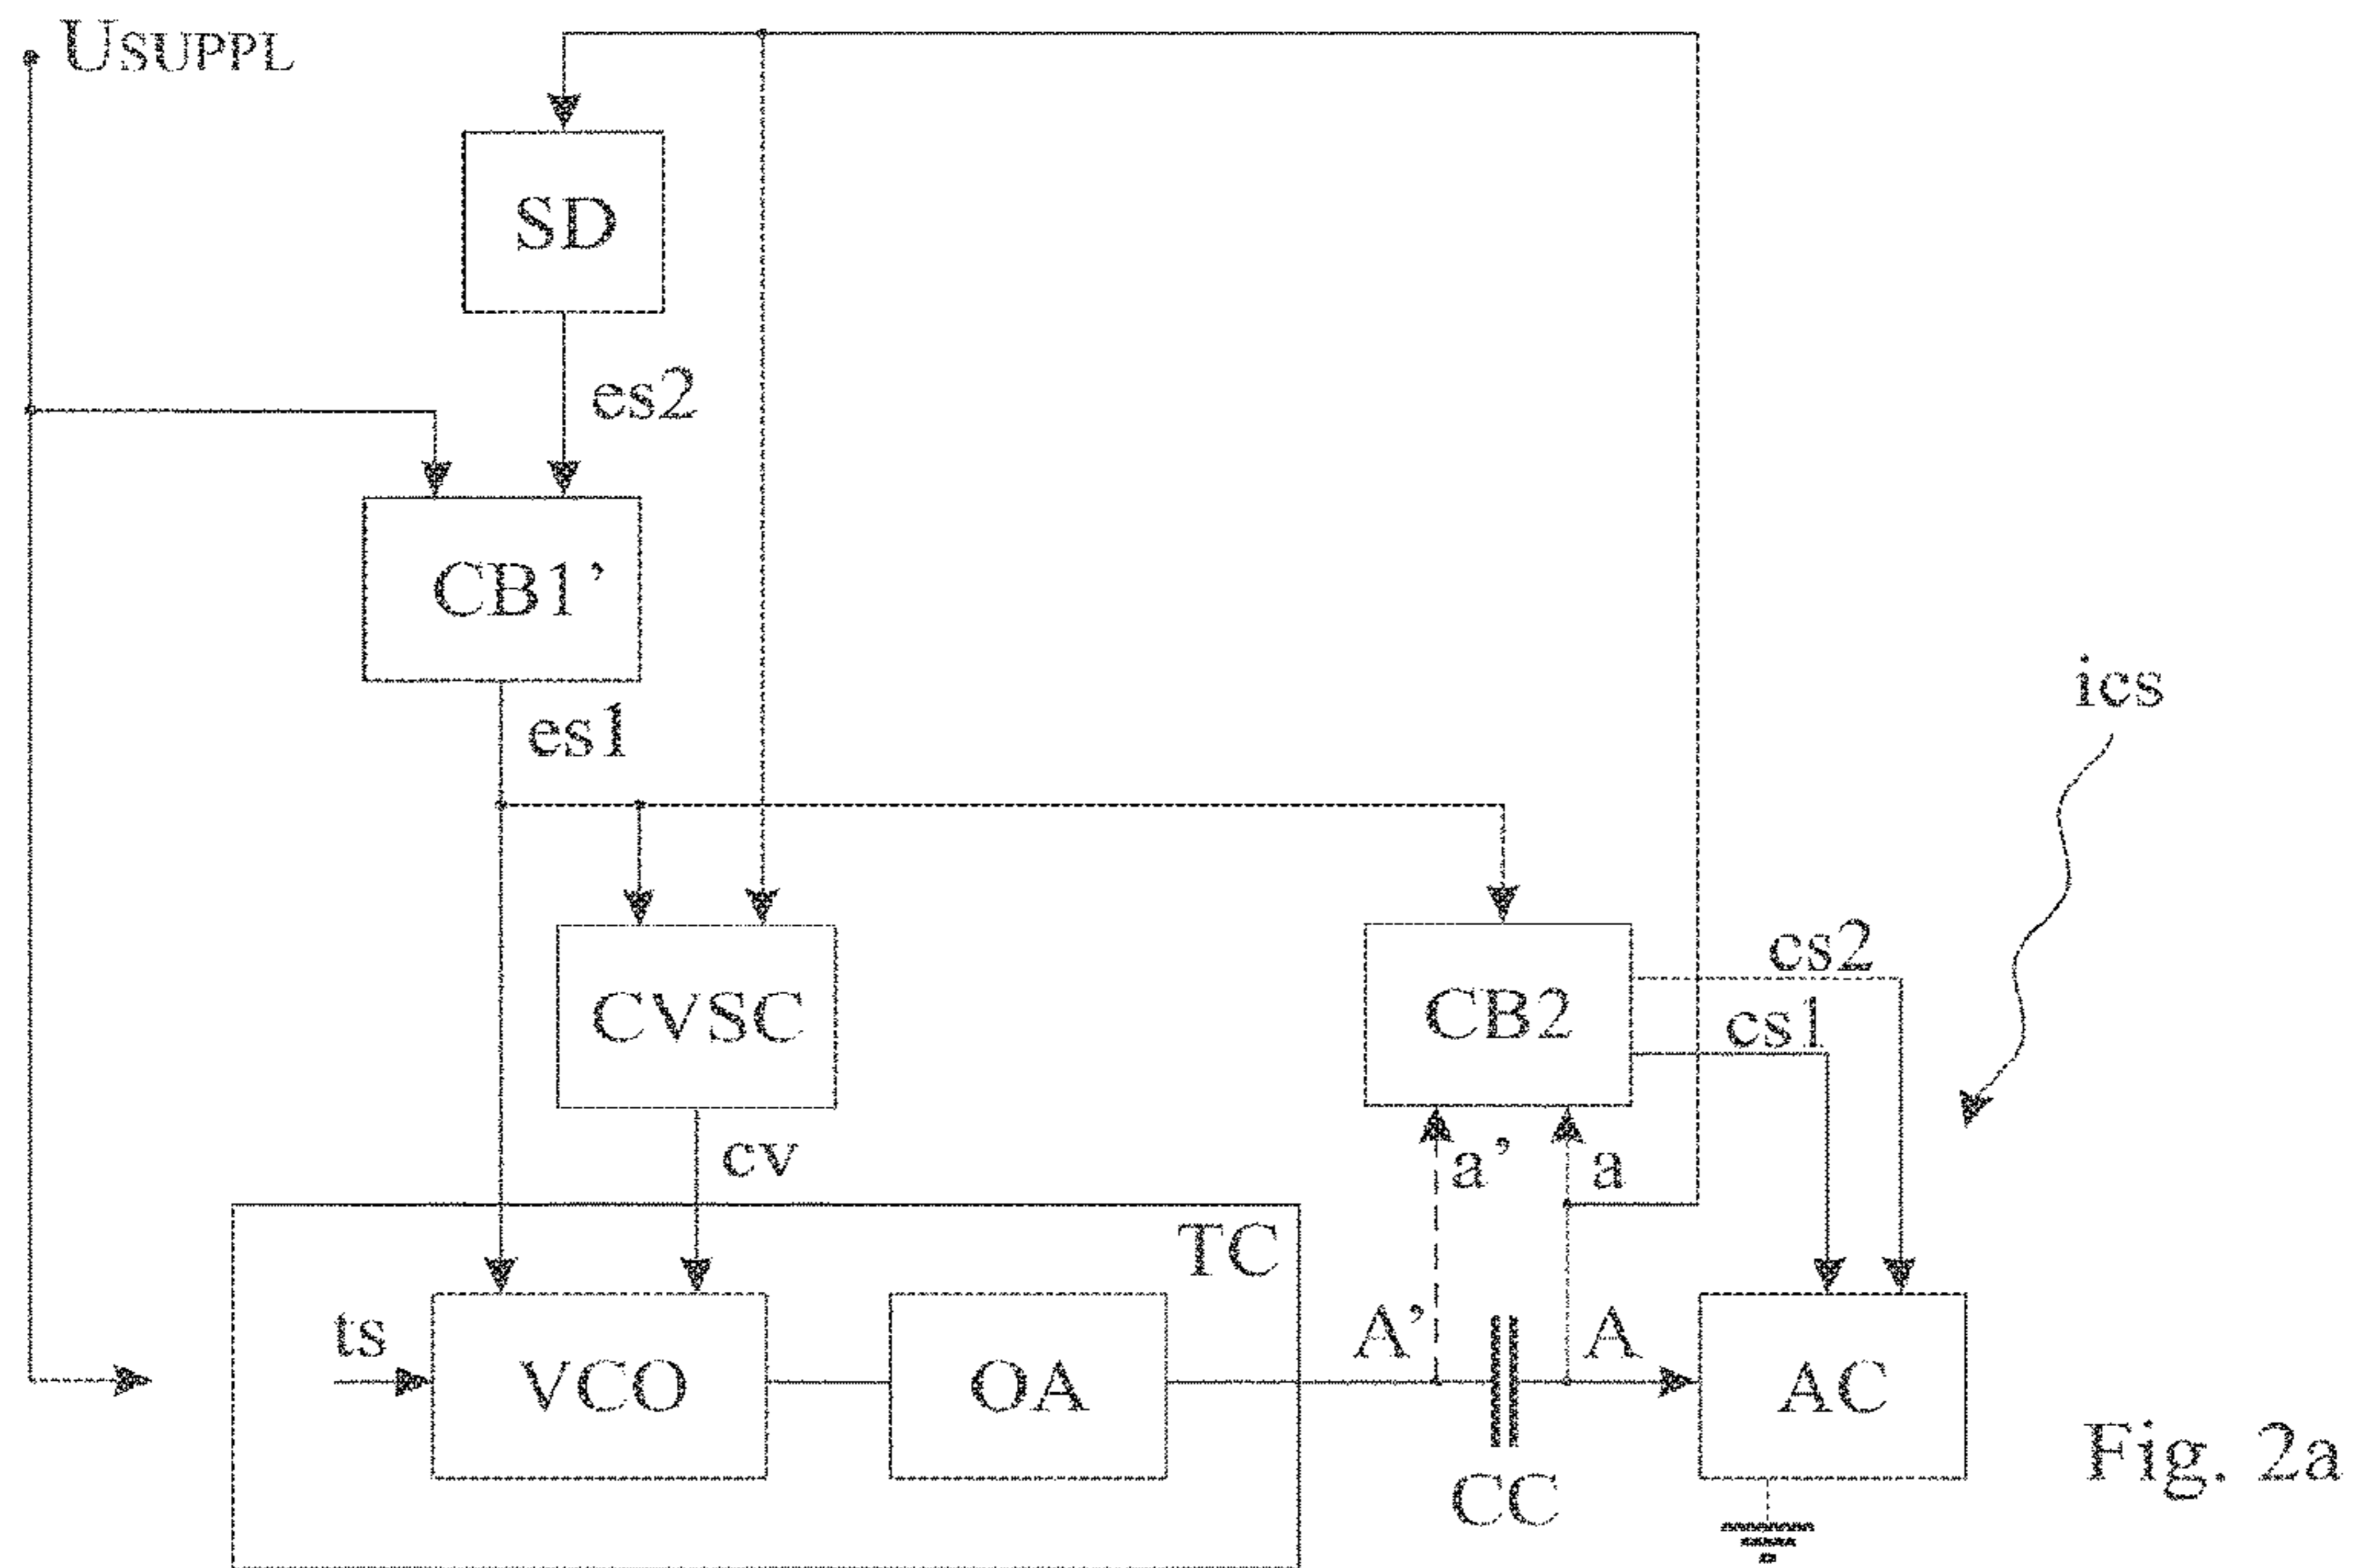 USUPPL
SD
es2
CB1’
es1
ics
CVSC
CB2
cs2
cs1
cv
a’
a
TC
ts
VCO
OA
A’
A
AC
CC
Fig. 2a